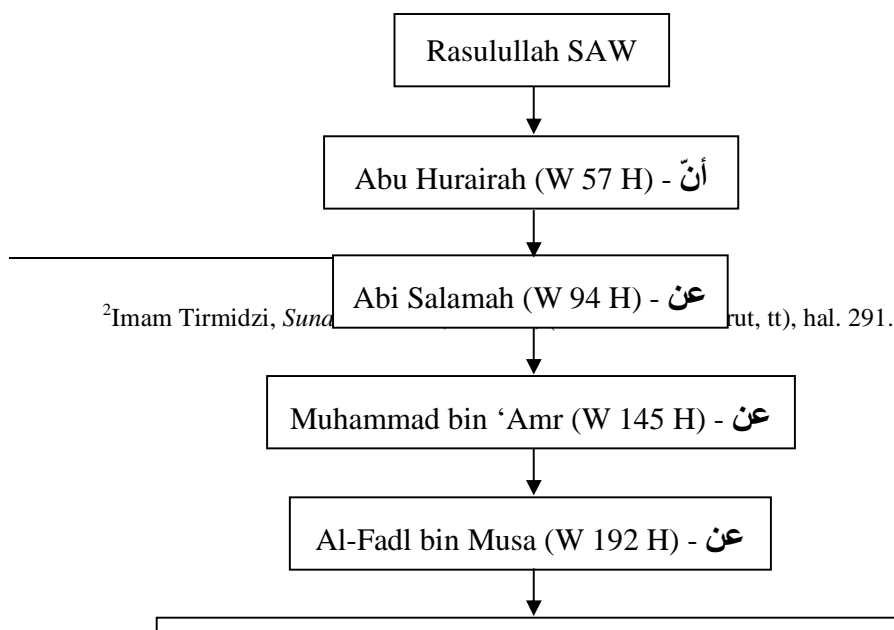 Rasulullah SAW
Abu Hurairah (W 57 H) - أنّ
Abi Salamah (W 94 H) - عن
²Imam Tirmidzi, rut, tt), hal. 291.
Muhammad bin ‘Amr (W 145 H) - عن
Al-Fadl bin Musa (W 192 H) - عن